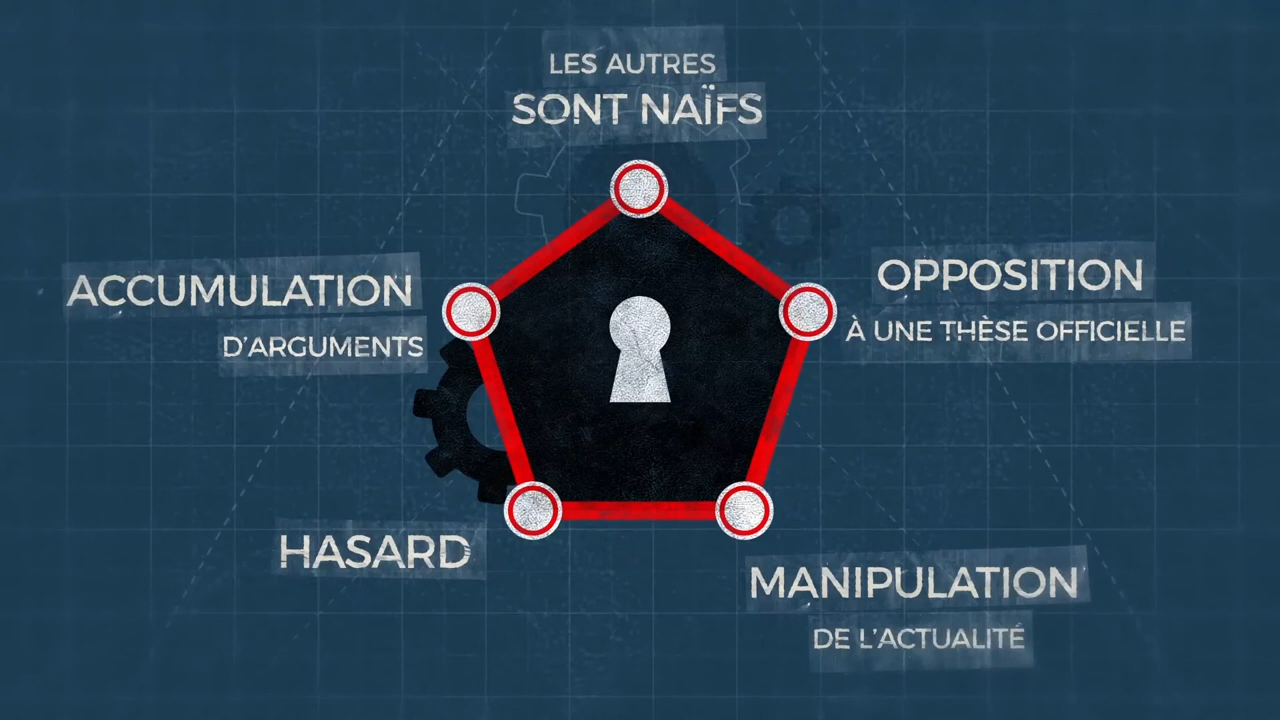 LES AUTRES
SONT NAÏFS
OPPOSITION
À UNE THÈSE OFFICIELLE
MANIPULATION
DE L'ACTUALITÉ
HASARD
ACCUMULATION
D'ARGUMENTS